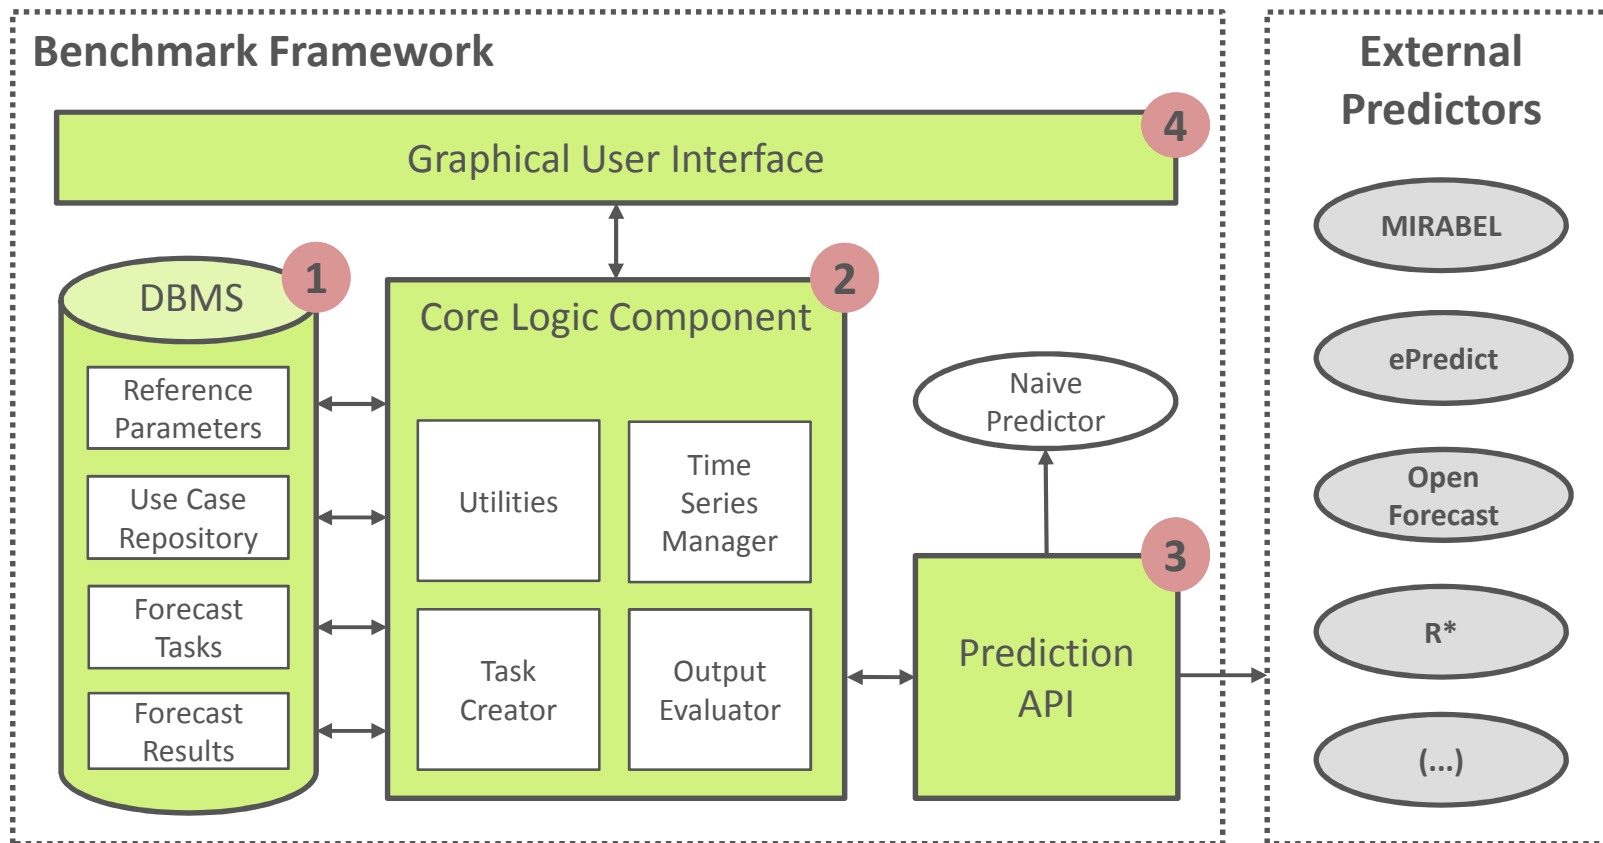 Benchmark Framework
4
Graphical User Interface
1
DBMS
Reference
Parameters
Use Case
Repository
Forecast
Tasks
Forecast
Results
2
Core Logic Component
Utilities
Time
Series
Manager
Task
Creator
Output
Evaluator
Naive
Predictor
3
Prediction
API
External
Predictors
MIRABEL
ePredict
Open
Forecast
R*
(...)